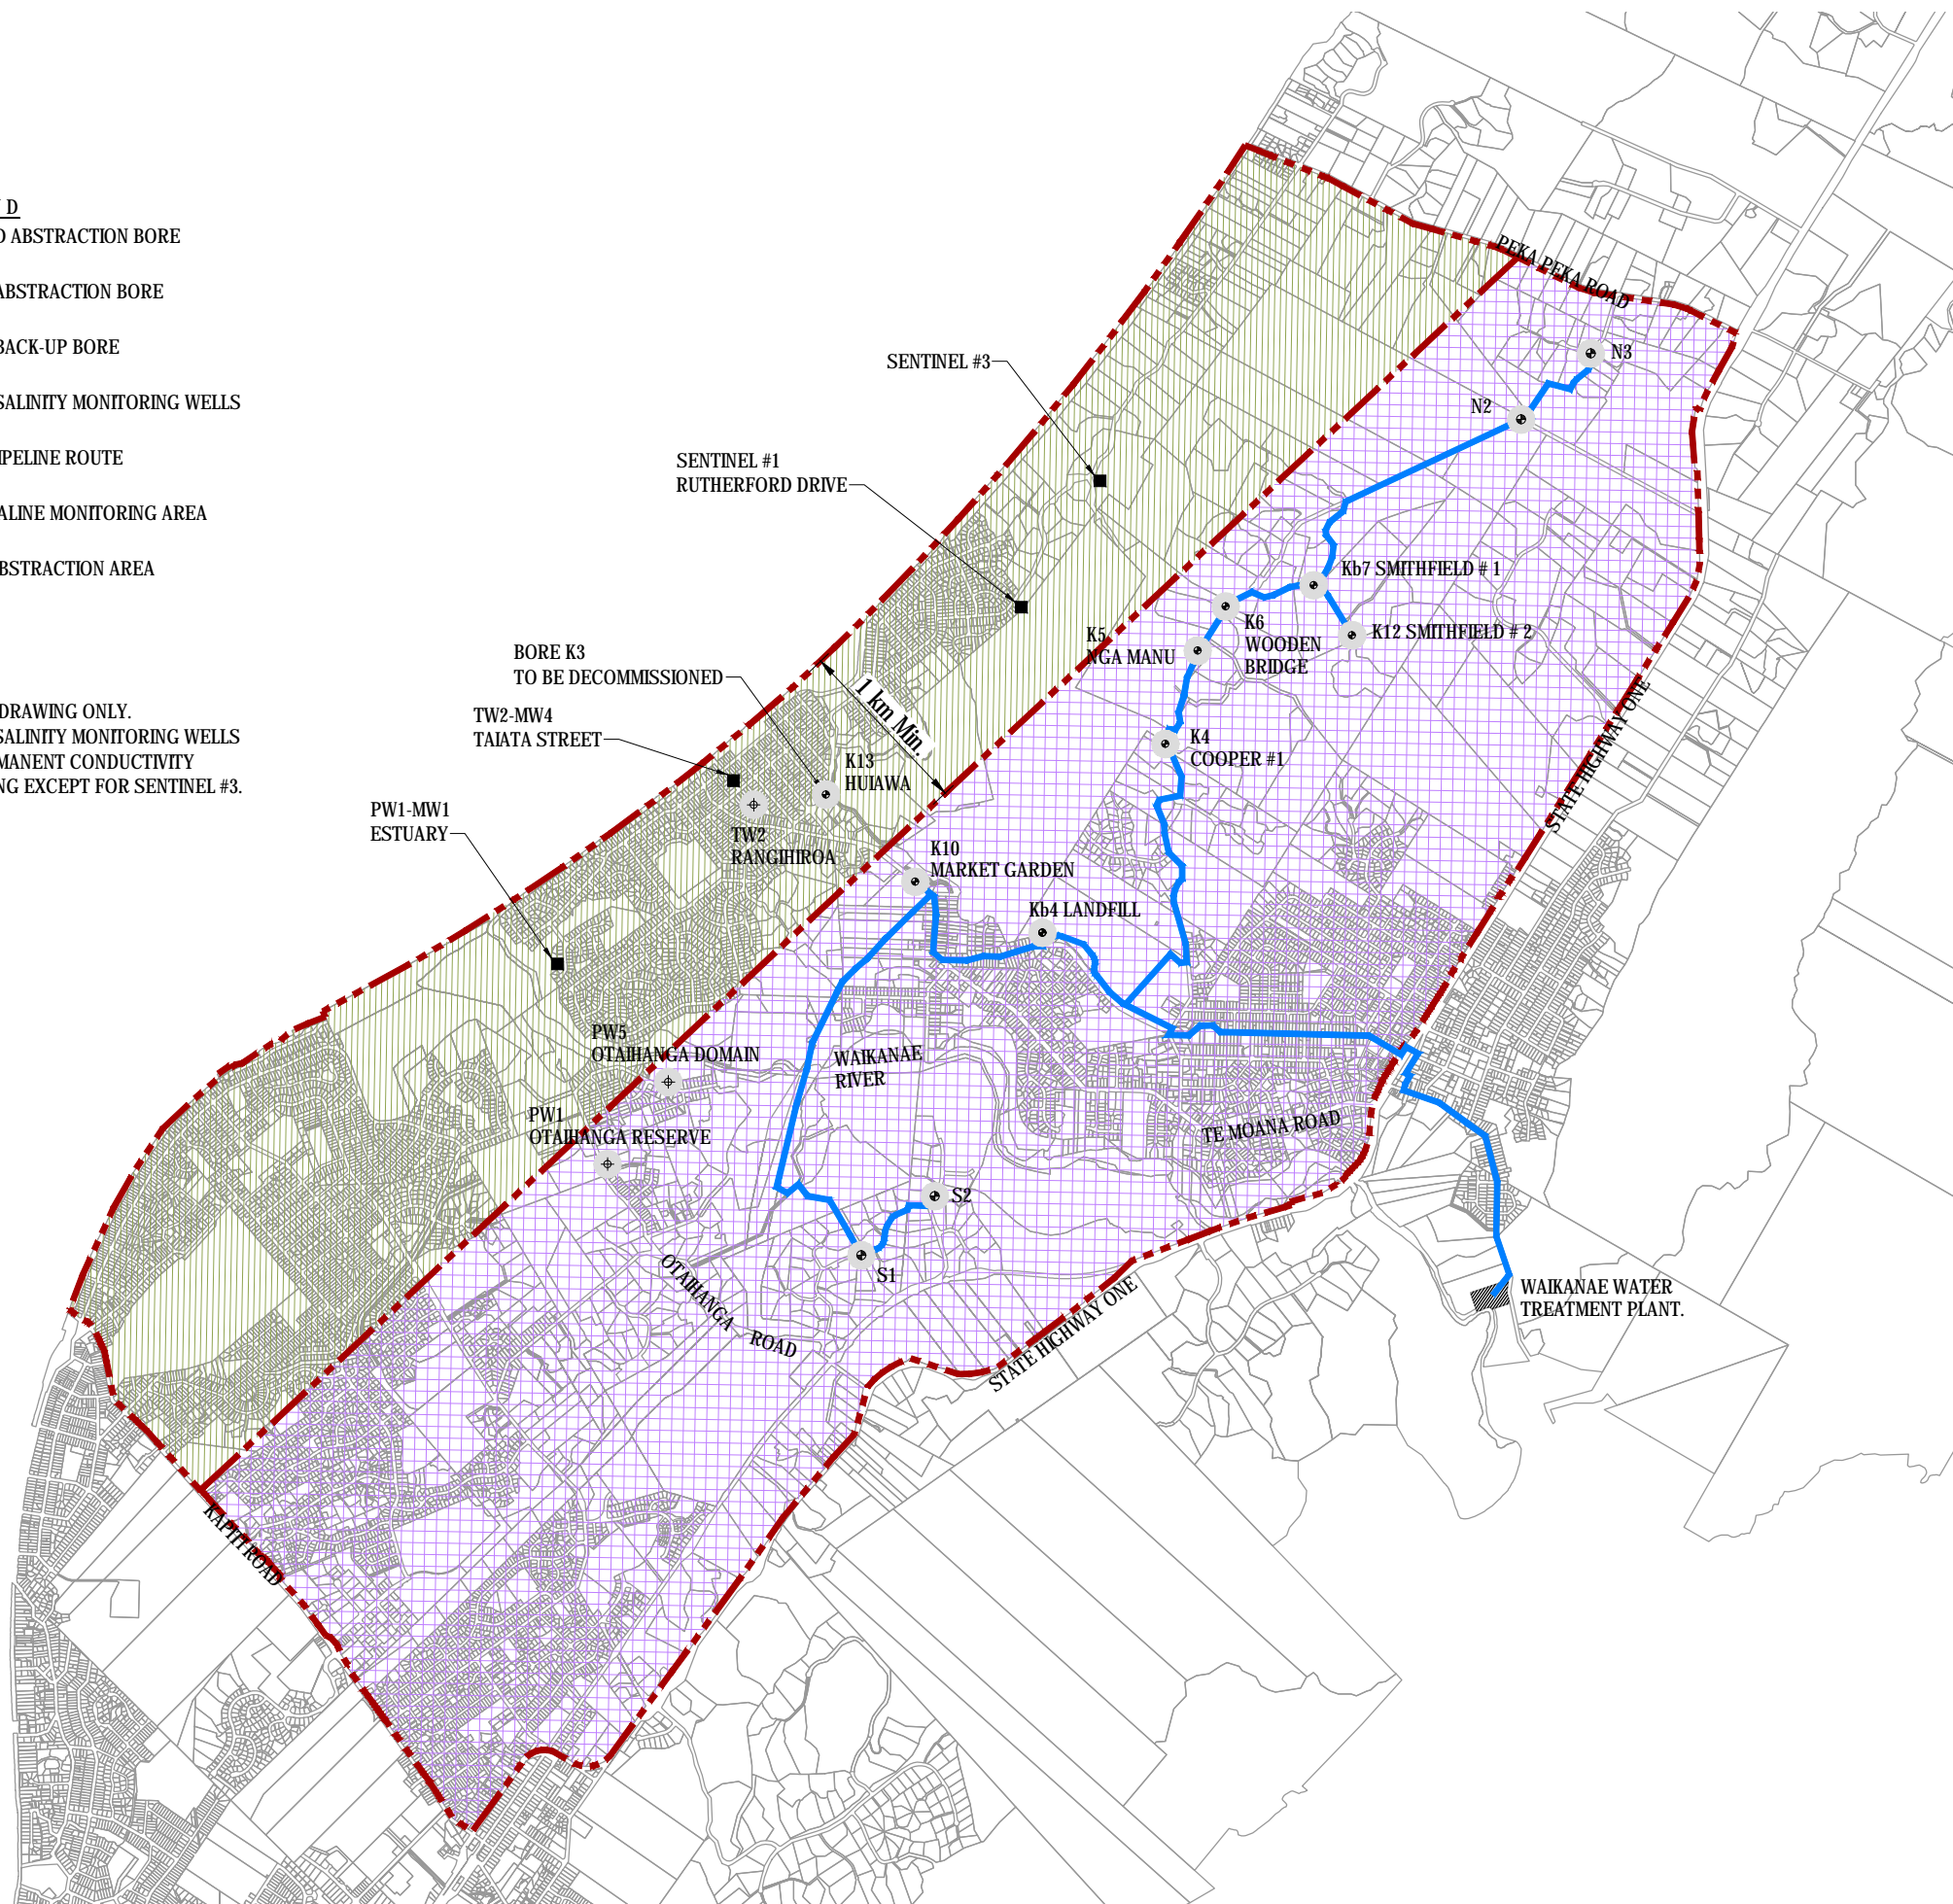 D
ABSTRACTION BORE
ABSTRACTION BORE
BACK-UP BORE
SALINITY MONITORING WELLS
IPELINE ROUTE
ALINE MONITORING AREA
BSTRACTION AREA
DRAWING ONLY.
SALINITY MONITORING WELLS
MANENT CONDUCTIVITY
NG EXCEPT FOR SENTINEL #3.
PEKA PEKA ROAD
N3
SENTINEL #3
N2
SENTINEL #1
RUTHERFORD DRIVE
Kb7 SMITHFIELD # 1
K6
WOODEN
BRIDGE
K12 SMITHFIELD # 2
K5
NGA MANU
BORE K3
TO BE DECOMMISSIONED
1 km Min.
TW2-MW4
TAIATA STREET
K4
COOPER #1
STATE HIGHWAY ONE
K13
HUIAWA
PW1-MW1
ESTUARY
TW2
RANGIHIROA
K10
MARKET GARDEN
Kb4 LANDFILL
PW5
OTAIHANGA DOMAIN
WAIKANAE
RIVER
PW1
OTAIHANGA RESERVE
TE MOANA ROAD
S2
S1
OTAIHANGA ROAD
WAIKANAE WATER
TREATMENT PLANT.
STATE HIGHWAY ONE
KAPITI ROAD